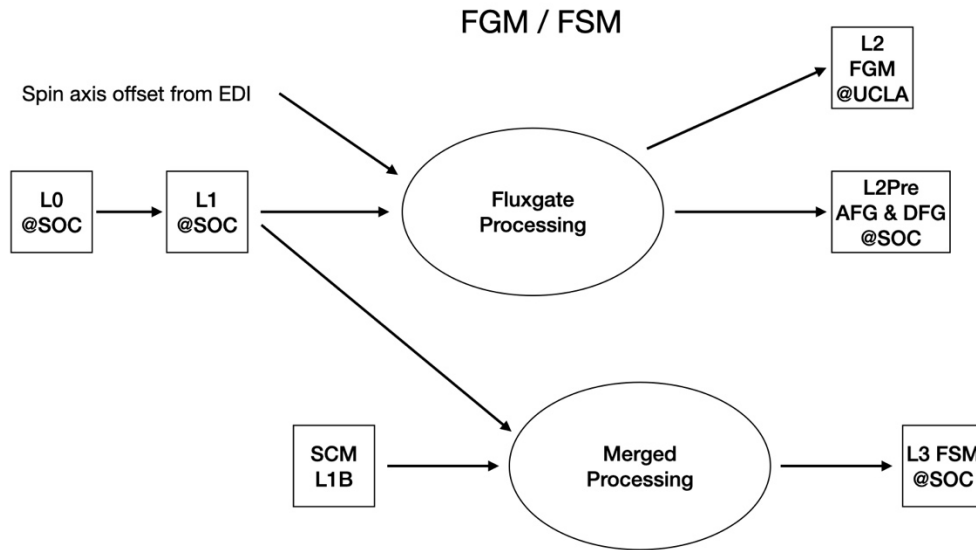 FGM / FSM
L2
FGM
@UCLA
Spin axis offset from EDI
L0
@SOC
L1
@SOC
Fluxgate
Processing
L2Pre
AFG & DFG
@SOC
SCM
L1B
Merged
Processing
L3 FSM
@SOC